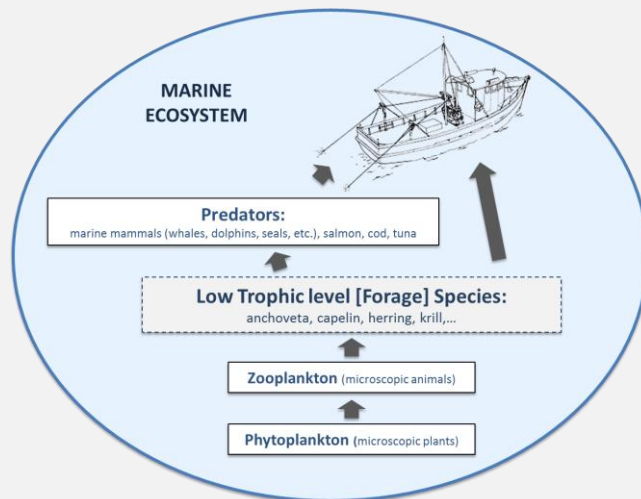 MARINE
ECOSYSTEM
Predators:
marine mammals (whales, dolphins, seals, etc.), salmon, cod, tuna
Low Trophic level [Forage] Species:
anchoveta, capelin, herring, krill,...
Zooplankton (microscopic animals)
Phytoplankton (microscopic plants)